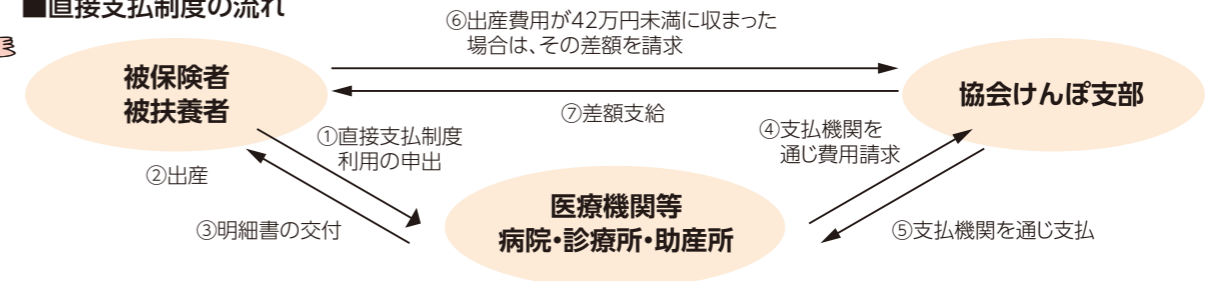 ■直接支払制度の流れ
⑥出産費用が42万円未満に収まった
場合は、その差額を請求
被保険者
被扶養者
協会けんぽ支部
⑦差額支給
①直接支払制度
利用の申出
④支払機関を
通じ費用請求
②出産
医療機関等
病院・診療所・助産所
③明細書の交付
⑤支払機関を通じ支払